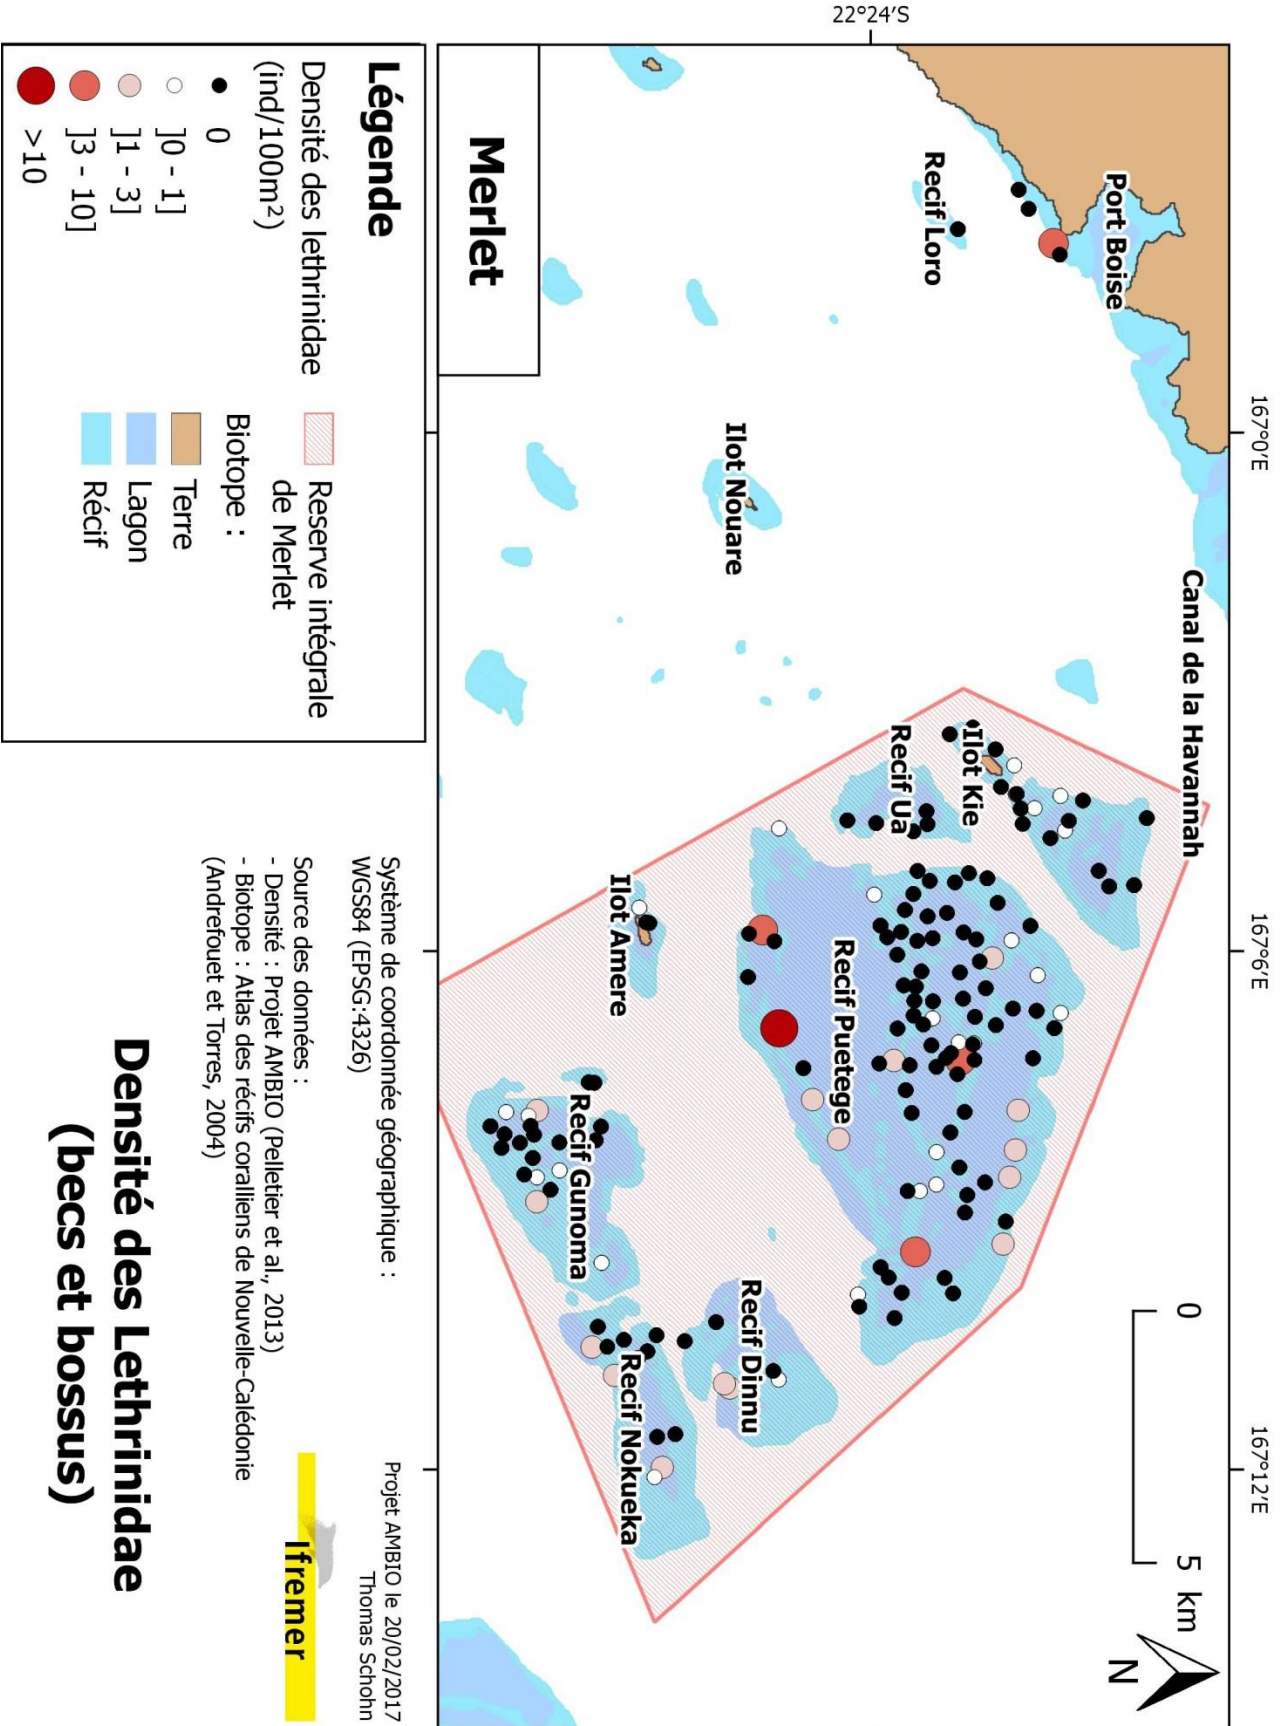 167°0'E
167°6'E
167°12'E
22°24'S
Canal de la Havannah
0
5 km
N
Port Boise
Recif Loro
Ilot Nouare
Ilot Kie
Recif Ua
Recif Puetege
Ilot Amere
Recif Gunoma
Recif Dinnu
Recif Nokueka
Merlet
Légende
Densité des lethrinidae
(ind/100m²)
0
]0 - 1]
]1 - 3]
]3 - 10]
>10
Reserve intégrale
de Merlet
Biotope :
Terre
Lagon
Récif
Système de coordonnée géographique :
WGS84 (EPSG:4326)
Source des données :
- Densité : Projet AMBIO (Pelletier et al., 2013)
- Biotope : Atlas des récifs coralliens de Nouvelle-Calédonie
(Andrefouet et Torres, 2004)
Projet AMBIO le 20/02/2017
Thomas Schohn
Ifremer
Densité des Lethrinidae
(becs et bossus)